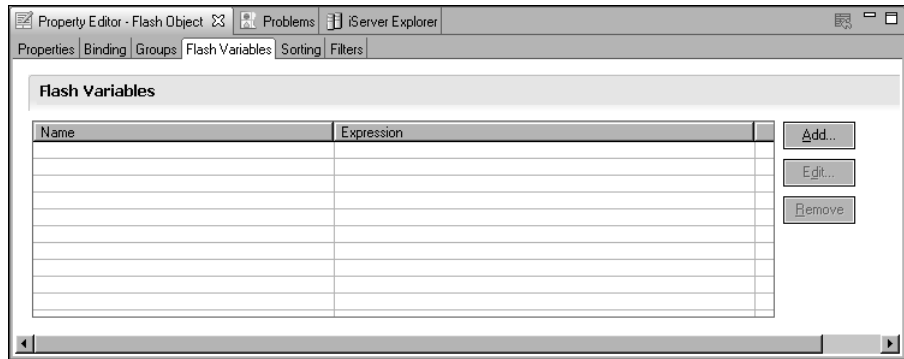 Property Editor - Flash Object Problems iServer Explorer
Properties Binding Groups Flash Variables Sorting Filters
Flash Variables
Name Expression
Add...
Edit...
Remove